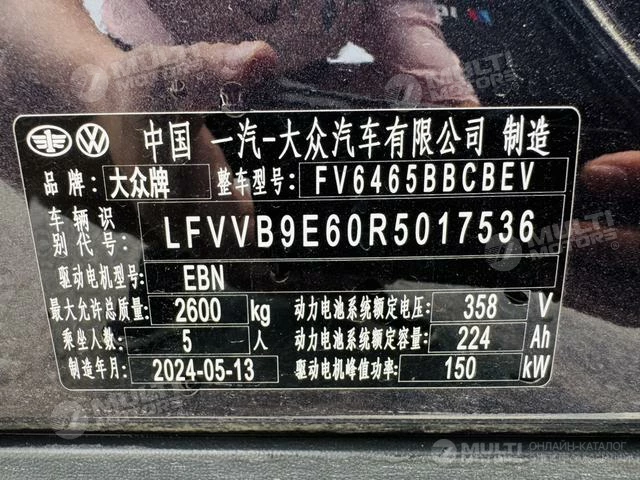 中国 一汽-大众汽车有限公司 制造
品牌: 大众牌 整车型号: FV6465BBCBEV
车辆识别代号: LFVVB9E60R5017536
驱动电机型号: EBN
最大允许总质量: 2600 kg 动力电池系统额定电压: 358 V
乘坐人数: 5 人 动力电池系统额定容量: 224 Ah
制造年月: 2024-05-13 驱动电机峰值功率: 150 kW
MULTI MOTORS
MULTI MOTORS
MULTI MOTORS
MULTI ОНЛАЙН-КАТАЛОГ